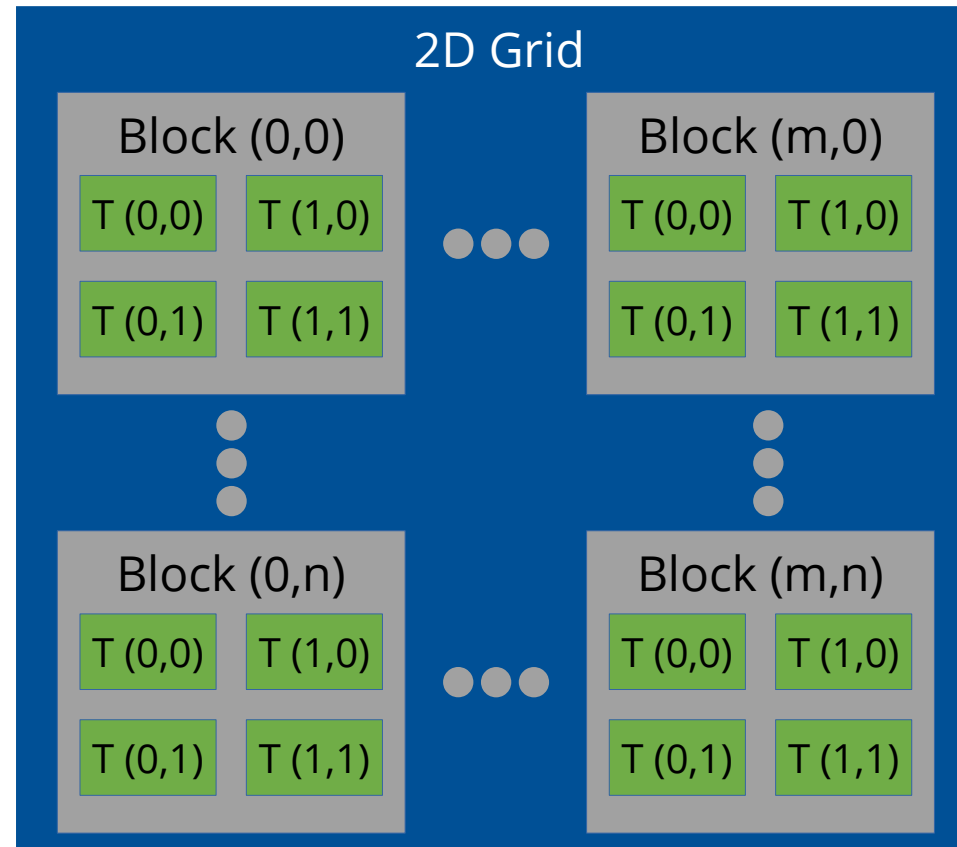 2D Grid
Block (0,0)
T (0,0) T (1,0)
T (0,1) T (1,1)
Block (m,0)
T (0,0) T (1,0)
T (0,1) T (1,1)
Block (0,n)
T (0,0) T (1,0)
T (0,1) T (1,1)
Block (m,n)
T (0,0) T (1,0)
T (0,1) T (1,1)